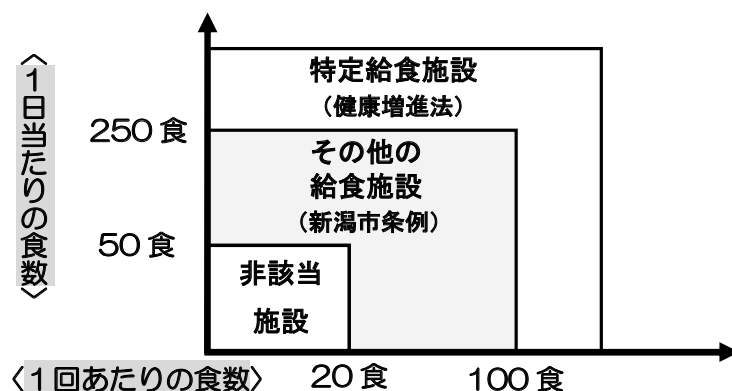 〈1日当たりの食数〉
特定給食施設
（健康増進法）
250食
その他の
給食施設
（新潟市条例）
50食
非該当
施設
〈1回あたりの食数〉
20食
100食